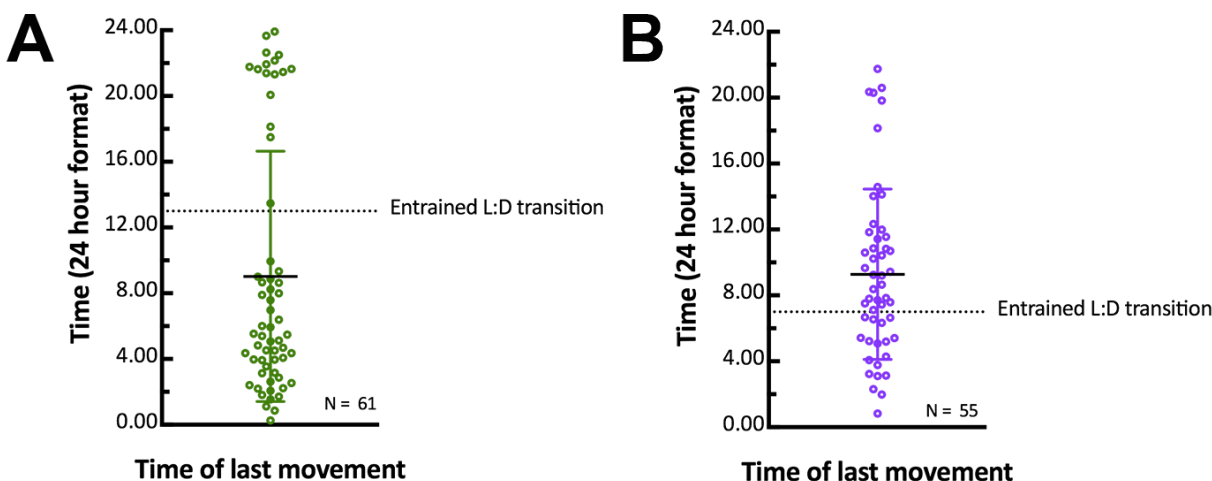 A
Time (24 hour format)
24.00
20.00
16.00
12.00
8.00
4.00
0.00
Entrained L:D transition
N = 61
Time of last movement
B
Time (24 hour format)
24.00
20.00
16.00
12.00
8.00
4.00
0.00
Entrained L:D transition
N = 55
Time of last movement